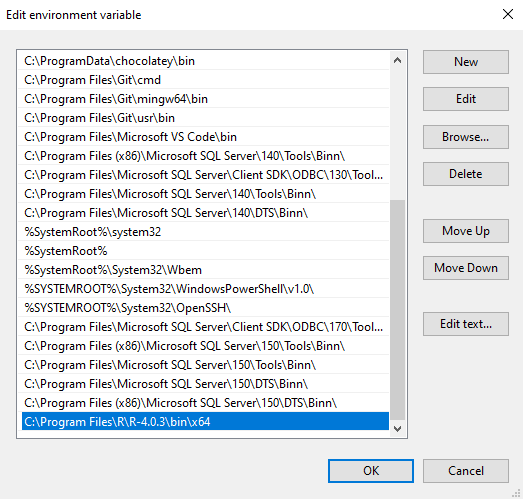 Edit environment variable
C:\ProgramData\chocolatey\bin
C:\Program Files\Git\cmd
C:\Program Files\Git\mingw64\bin
C:\Program Files\Git\usr\bin
C:\Program Files\Microsoft VS Code\bin
C:\Program Files (x86)\Microsoft SQL Server\140\Tools\Binn\
C:\Program Files\Microsoft SQL Server\Client SDK\ODBC\130\Tool...
C:\Program Files\Microsoft SQL Server\140\Tools\Binn\
C:\Program Files\Microsoft SQL Server\140\DTS\Binn\
%SystemRoot%\system32
%SystemRoot%
%SystemRoot%\System32\Wbem
%SYSTEMROOT%\System32\WindowsPowerShell\v1.0\
%SYSTEMROOT%\System32\OpenSSH\
C:\Program Files\Microsoft SQL Server\Client SDK\ODBC\170\Tool...
C:\Program Files (x86)\Microsoft SQL Server\150\Tools\Binn\
C:\Program Files\Microsoft SQL Server\150\Tools\Binn\
C:\Program Files\Microsoft SQL Server\150\DTS\Binn\
C:\Program Files (x86)\Microsoft SQL Server\150\DTS\Binn\
C:\Program Files\R\R-4.0.3\bin\x64
New
Edit
Browse...
Delete
Move Up
Move Down
Edit text...
OK
Cancel